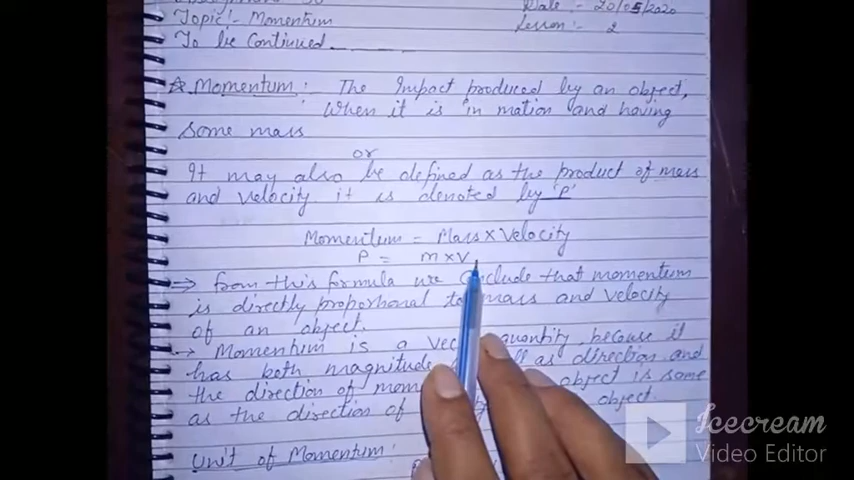 Date :- 20/05/2020
Topic:- Momentum
Lesson :- 2
To be Continued
☆ Momentum : The Impact produced by an object,
When it is in mation and having
some mass
or
It may also be defined as the product of mass
and velocity it is denoted by 'P'
Momentum = Mass × Velocity
P = m × v
⇒ from this formula we Conclude that momentum
is directly proporhonal to mass and velocity
of an object.
→ Momentum is a quantity, because it
has both magnitude as direction and
the direction of object is same
as the direction of object.
Unit of Momentum :
Icecream
Video Editor